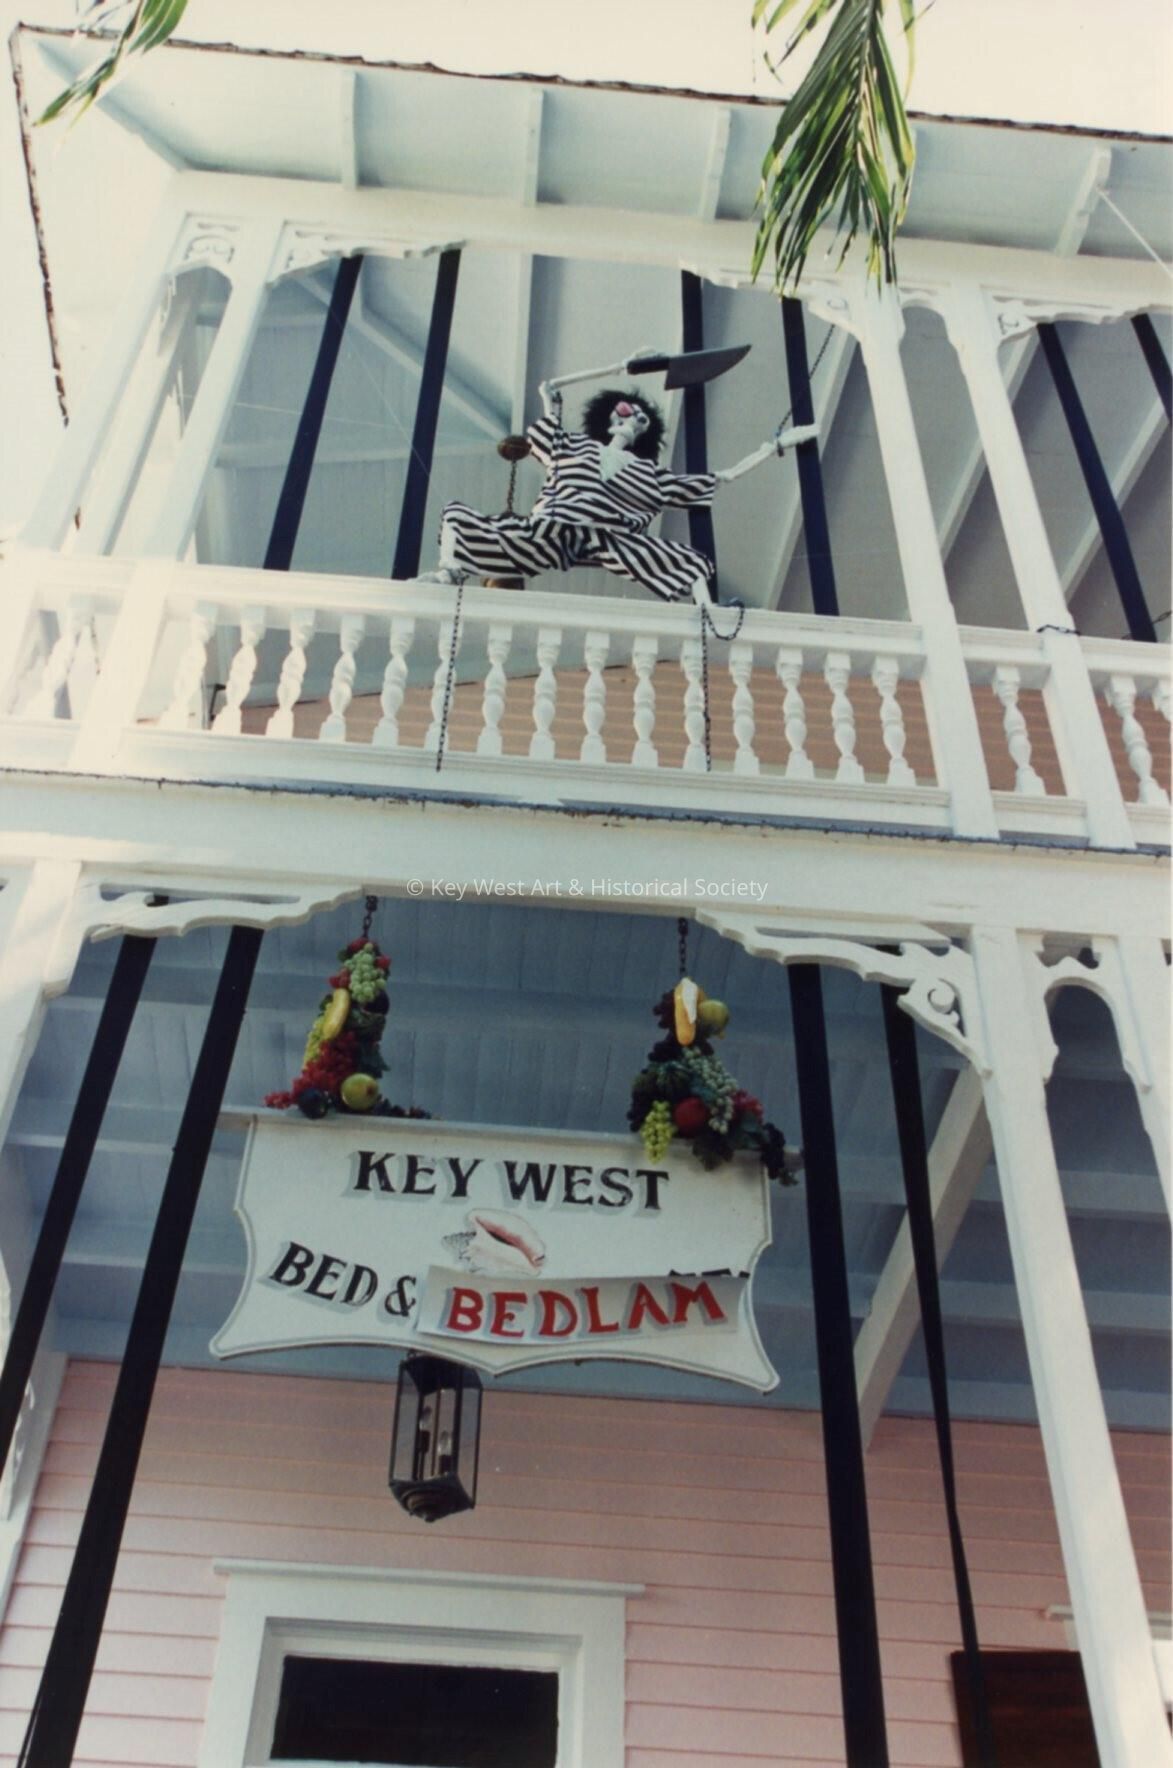 © Key West Art & Historical Society
KEY WEST
BED & BEDLAM